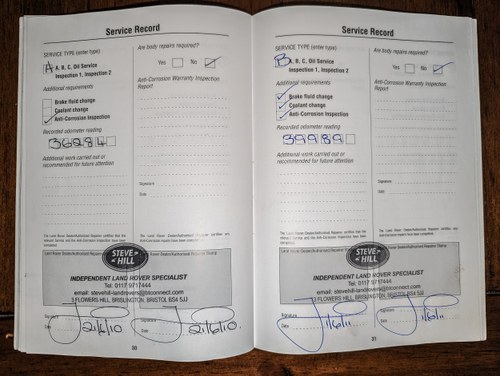 Service Record
SERVICE TYPE (enter type)
A A, B, C, Oil Service
Inspection 1, Inspection 2
Additional requirements
Brake fluid change
Coolant change
Anti-Corrosion Inspection
Recorded odometer reading
36284
Additional work carried out or
recommended for future attention
Are body repairs required?
Yes No
Anti-Corrosion Warranty Inspection
Report
Signature
Date
STEVE
HILL
INDEPENDENT LAND ROVER SPECIALIST
Tel: 0117 9717444
email: stevehill-landrovers@btconnect.com
3 FLOWERS HILL, BRISLINGTON, BRISTOL BS4 5JJ
Signature
Date 2/6/10
2/6/10.
50
Service Record
SERVICE TYPE (enter type)
B A, B, C, Oil Service
Inspection 1, Inspection 2
Additional requirements
Brake fluid change
Coolant change
Anti-Corrosion Inspection
Recorded odometer reading
39989
Additional work carried out or
recommended for future attention
Are body repairs required?
Yes No
Anti-Corrosion Warranty Inspection
Report
Signature
Date
STEVE
HILL
INDEPENDENT LAND ROVER SPECIALIST
Tel: 0117 9717444
email: stevehill-landrovers@btconnect.com
3 FLOWERS HILL, BRISLINGTON, BRISTOL BS4 5JJ
Signature
Date
51